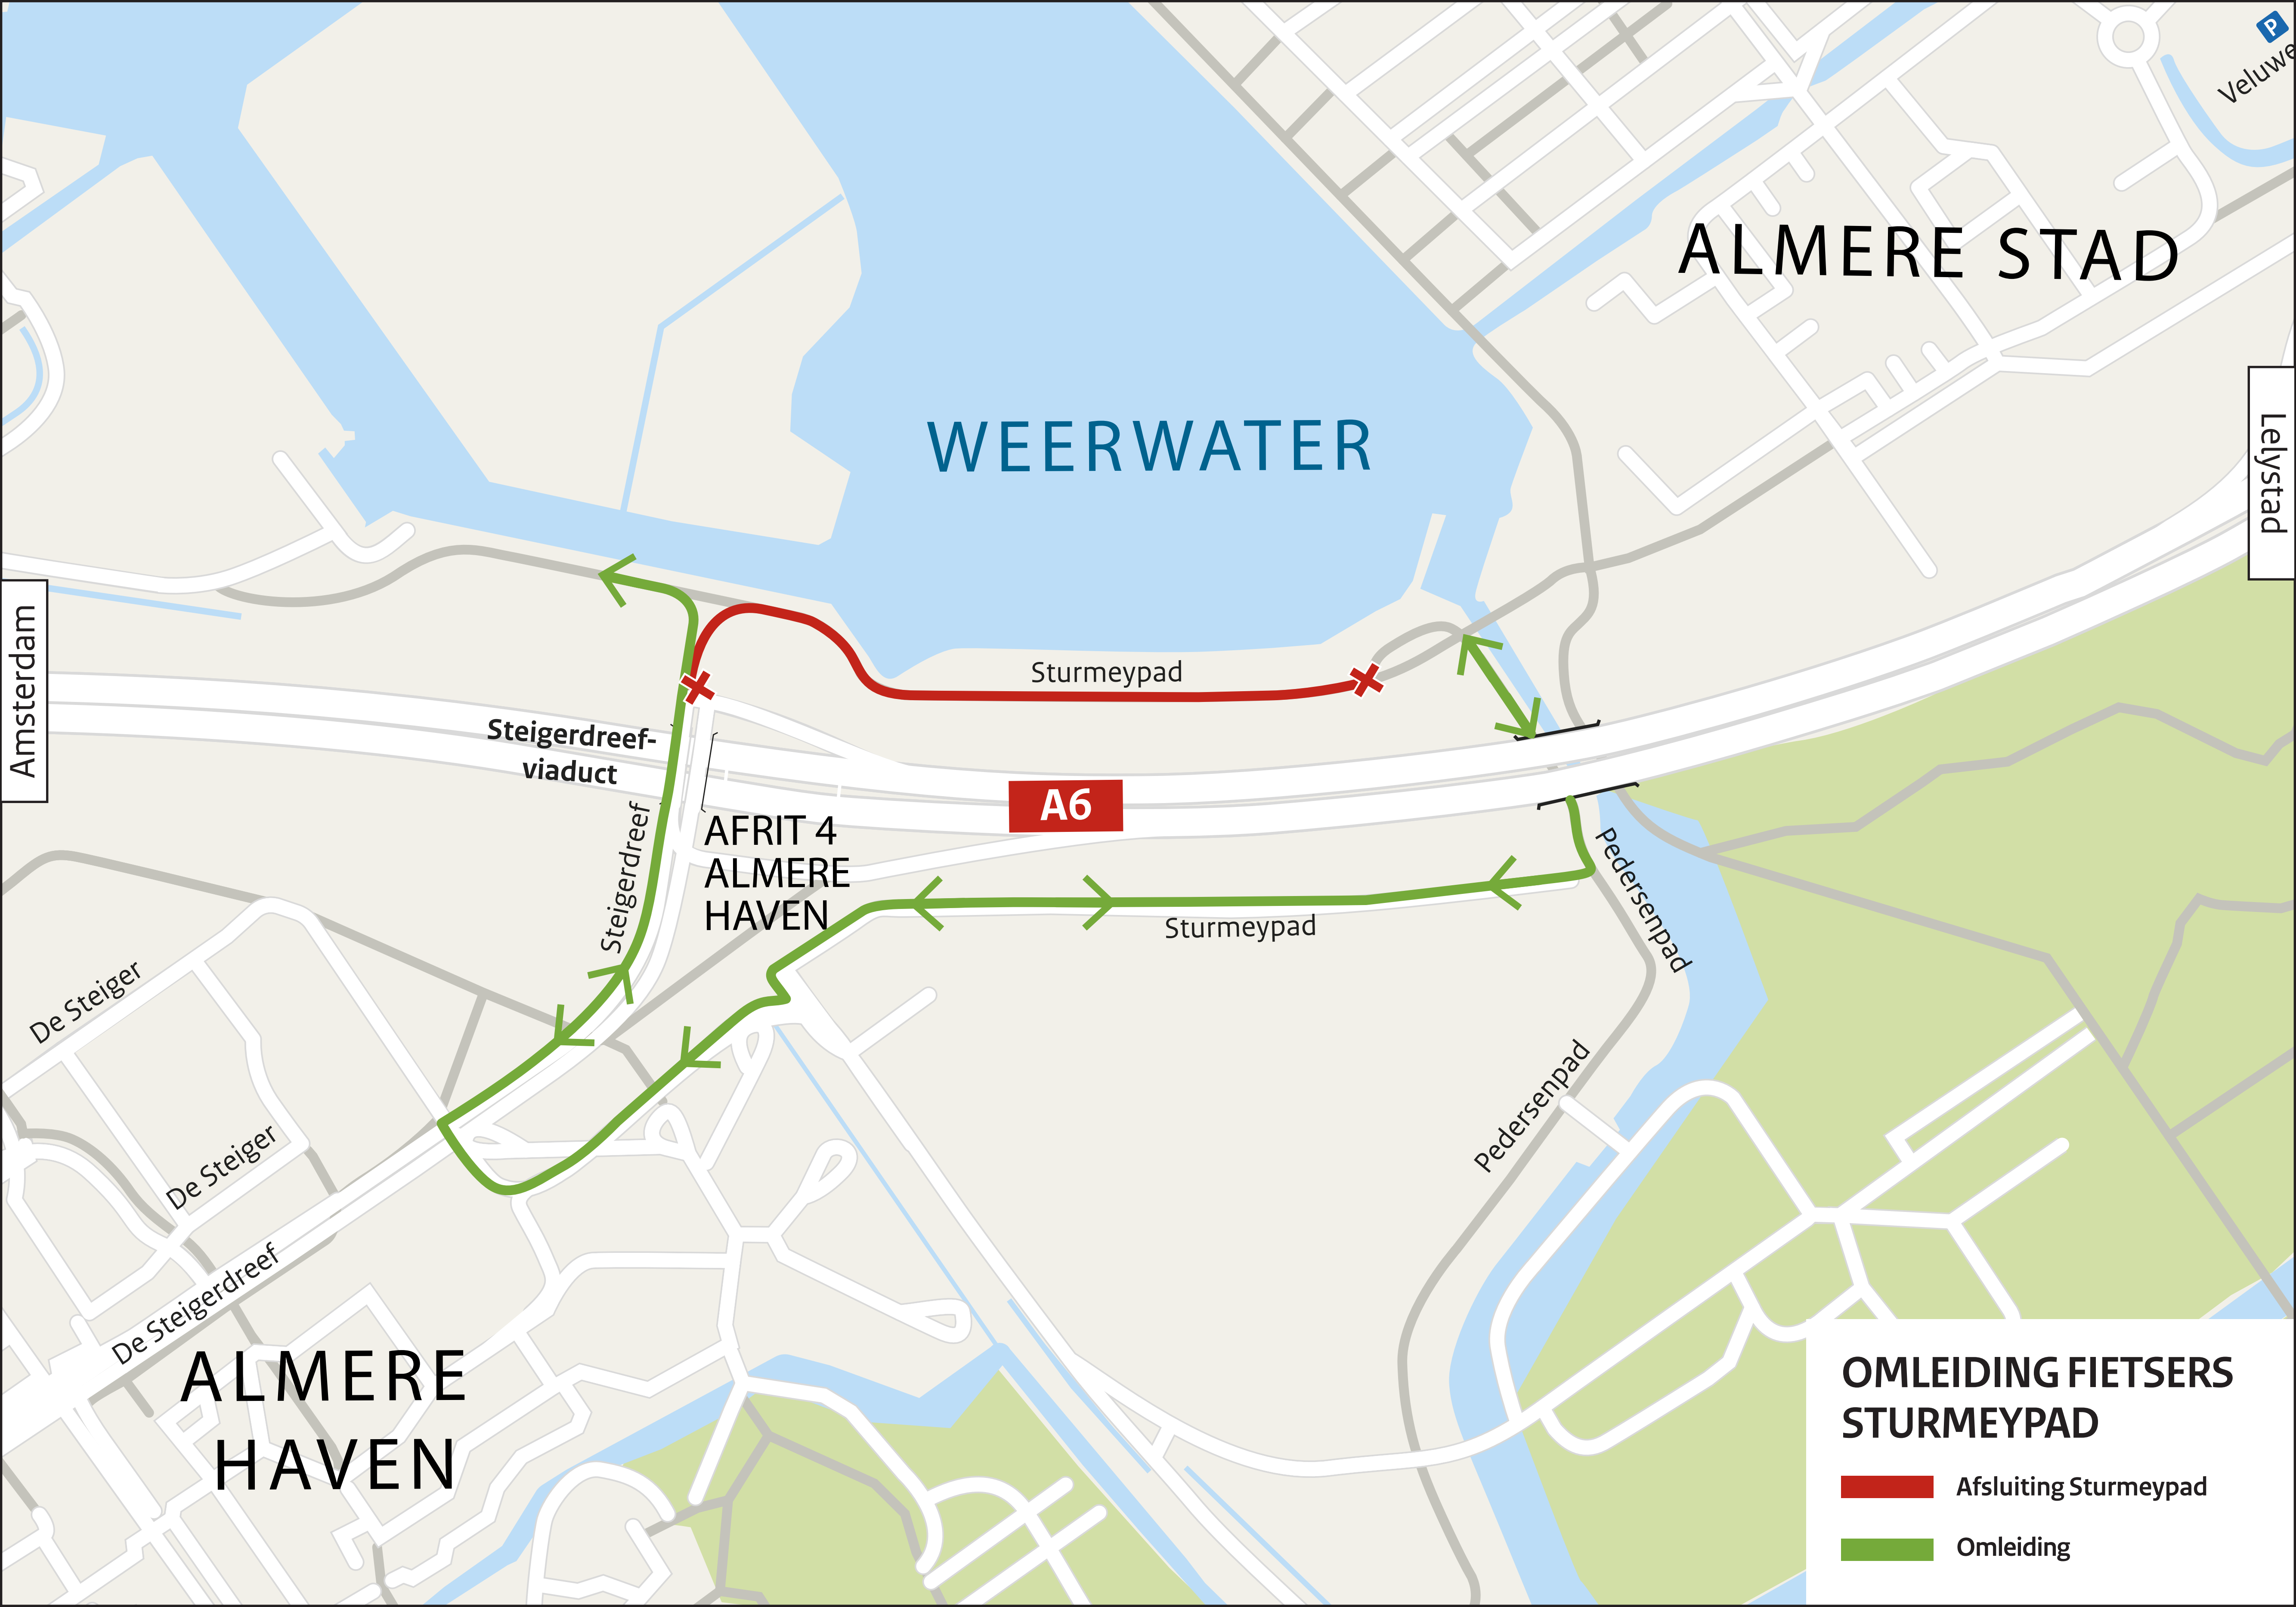 P
Veluwe
ALMERE STAD
WEERWATER
Lelystad
Amsterdam
Sturmeypad
Steigerdreef-
viaduct
A6
Steigerdreef
AFRIT 4
ALMERE
HAVEN
Pedersenpad
Sturmeypad
De Steiger
Pedersenpad
De Steiger
De Steigerdreef
ALMERE
HAVEN
OMLEIDING FIETSERS
STURMEYPAD
Afsluiting Sturmeypad
Omleiding